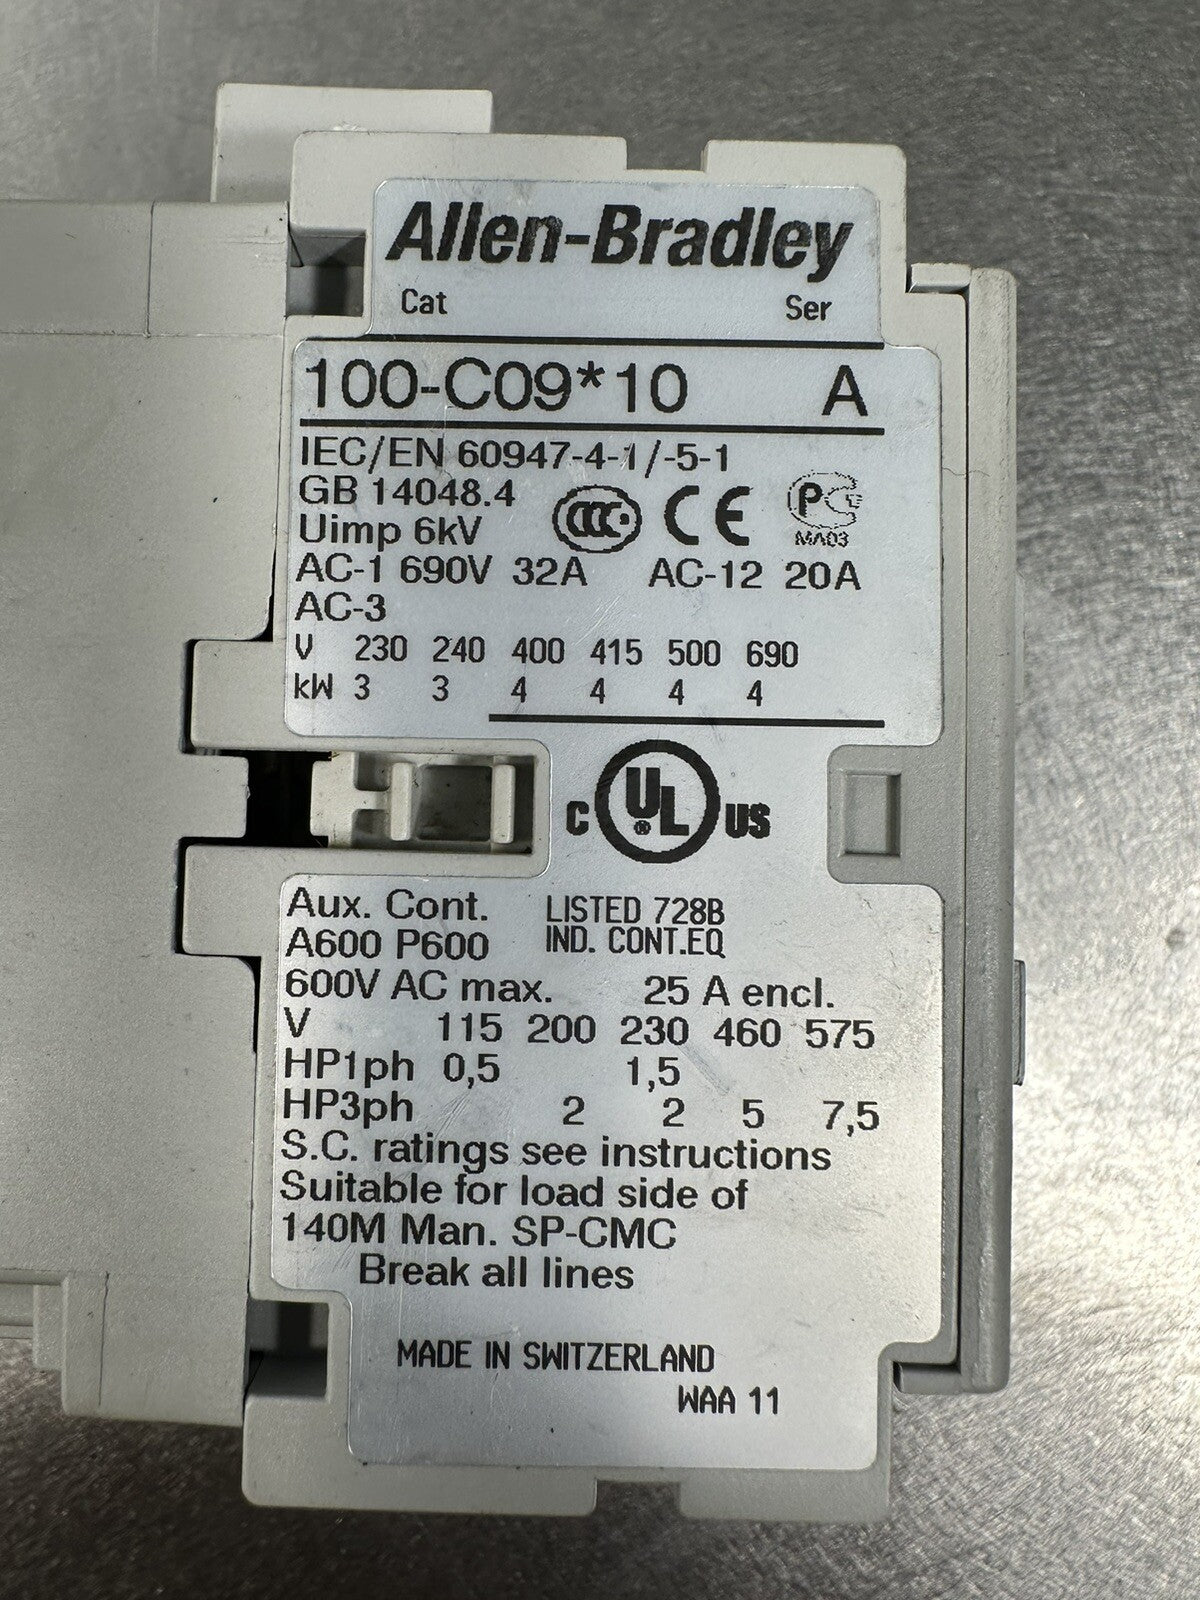 Allen-Bradley
Cat Ser
100-C09*10 A
IEC/EN 60947-4-1/-5-1
GB 14048.4
Uimp 6kV CCC CE PC
MA03
AC-1 690V 32A AC-12 20A
AC-3
V 230 240 400 415 500 690
kW 3 3 4 4 4 4
C UL ® US
Aux. Cont. LISTED 728B
A600 P600 IND. CONT.EQ
600V AC max. 25 A encl.
V 115 200 230 460 575
HP1ph 0,5 1,5
HP3ph 2 2 5 7,5
S.C. ratings see instructions
Suitable for load side of
140M Man. SP-CMC
Break all lines
MADE IN SWITZERLAND
WAA 11